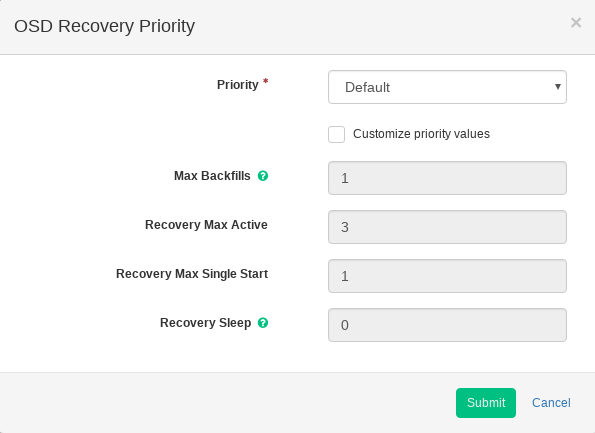 OSD Recovery Priority ×
Priority * Default
Customize priority values
Max Backfills ? 1
Recovery Max Active 3
Recovery Max Single Start 1
Recovery Sleep ? 0
Submit Cancel